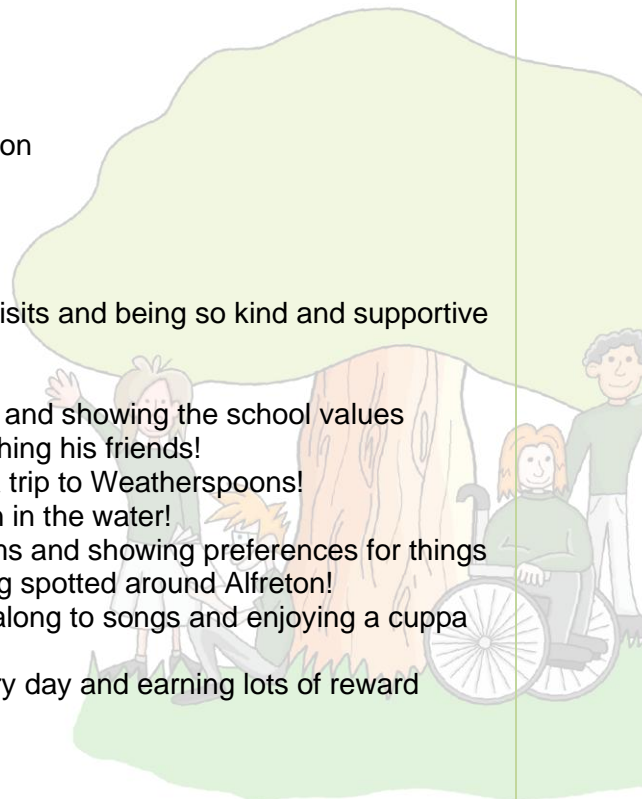 on
isits and being so kind and supportive
and showing the school values
hing his friends!
trip to Weatherspoons!
in the water!
ns and showing preferences for things
g spotted around Alfreton!
along to songs and enjoying a cuppa
ry day and earning lots of reward